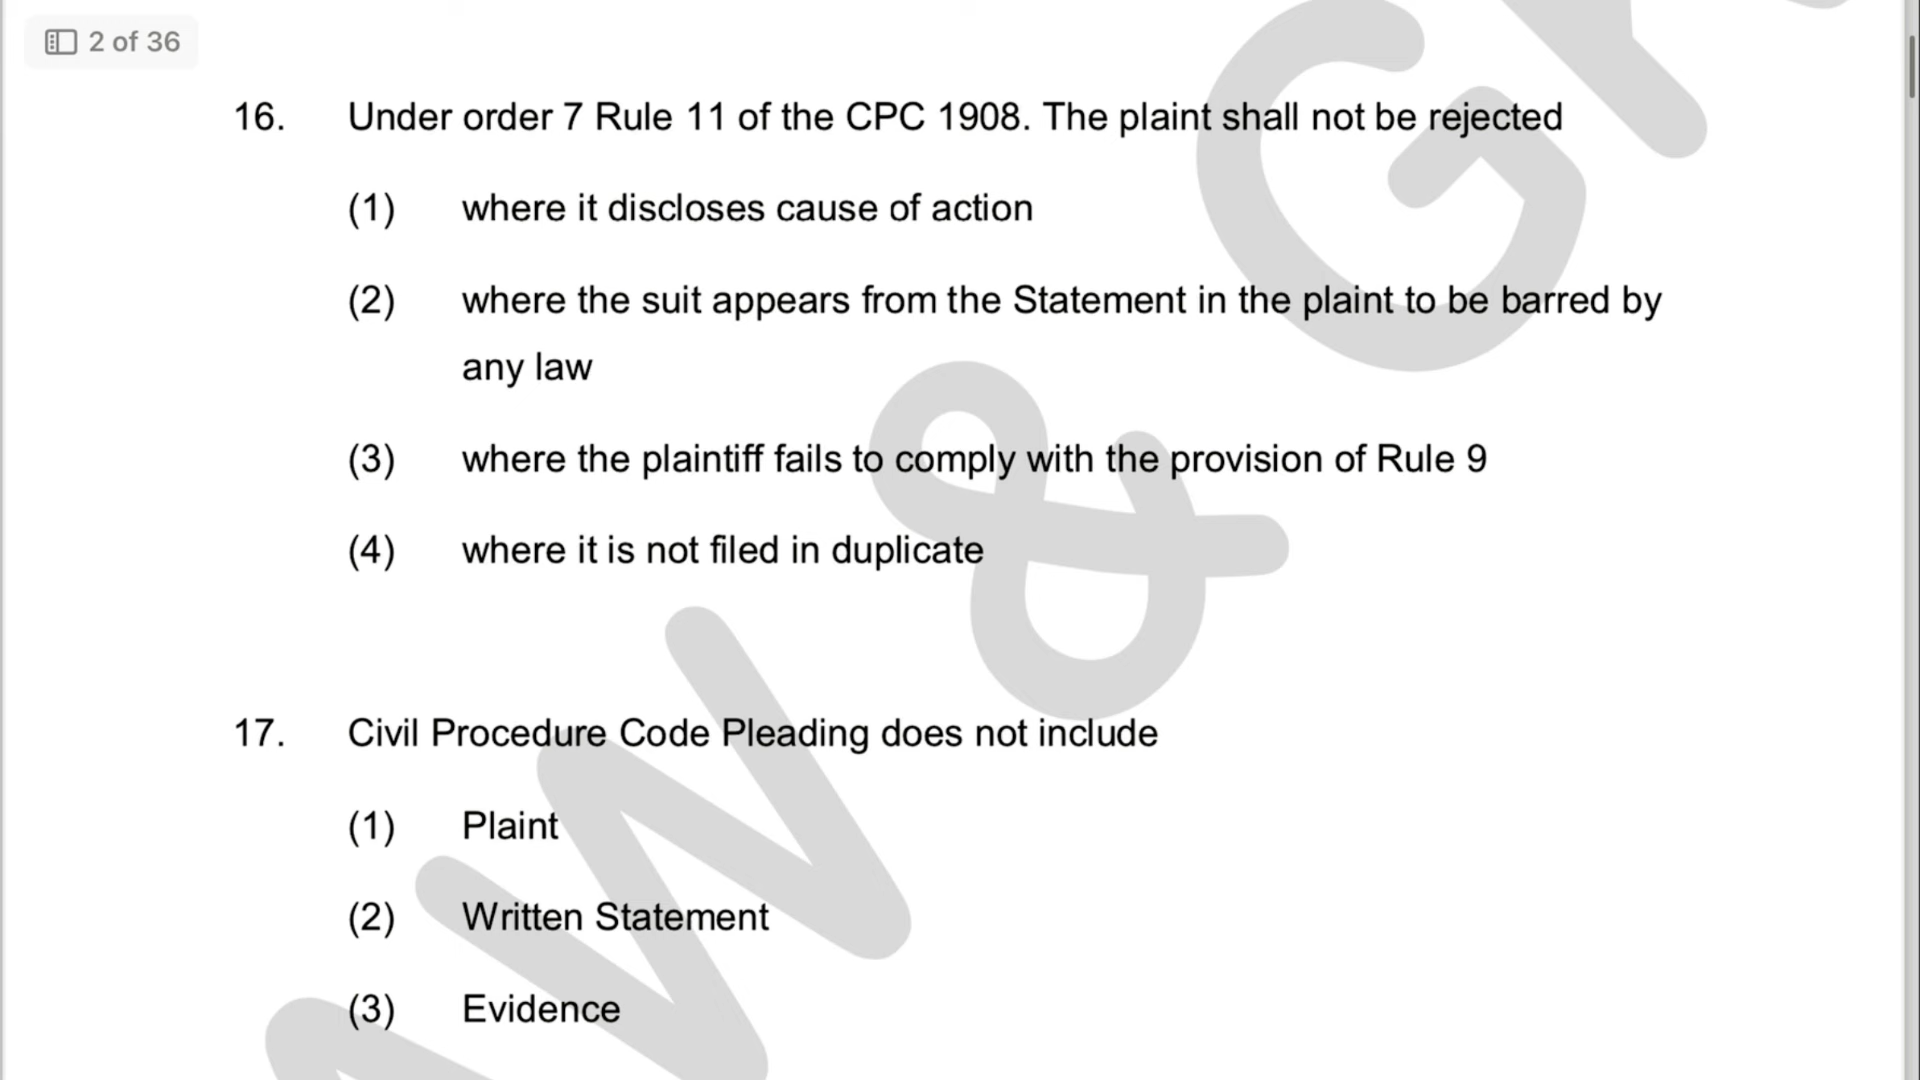 2 of 36
16. Under order 7 Rule 11 of the CPC 1908. The plaint shall not be rejected
(1) where it discloses cause of action
(2) where the suit appears from the Statement in the plaint to be barred by
any law
(3) where the plaintiff fails to comply with the provision of Rule 9
(4) where it is not filed in duplicate
17. Civil Procedure Code Pleading does not include
(1) Plaint
(2) Written Statement
(3) Evidence
W & G